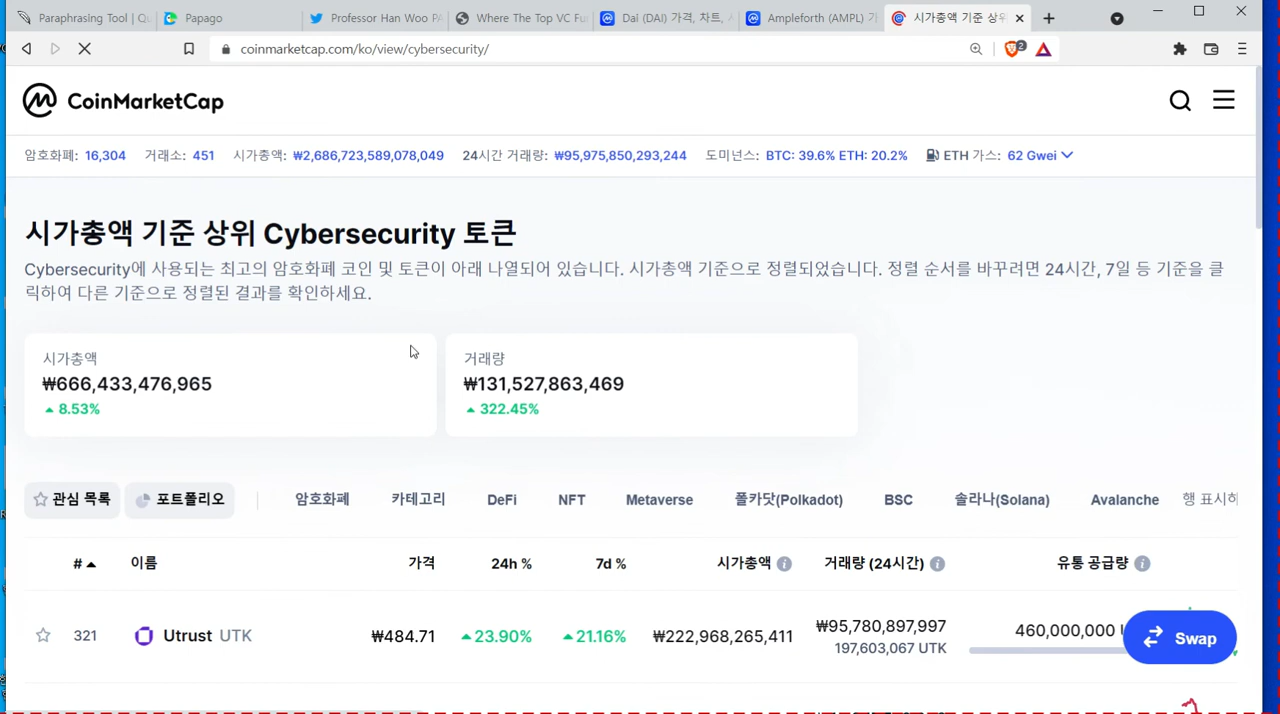 Paraphrasing Tool | Qu
Papago
Professor Han Woo PA
Where The Top VC Fun
Dai (DAI) 가격, 차트, 시
Ampleforth (AMPL) 가
시가총액 기준 상위
coinmarketcap.com/ko/view/cybersecurity/
2
CoinMarketCap
암호화폐: 16,304 거래소: 451 시가총액: ₩2,686,723,589,078,049 24시간 거래량: ₩95,975,850,293,244 도미넌스: BTC: 39.6% ETH: 20.2% ETH 가스: 62 Gwei
시가총액 기준 상위 Cybersecurity 토큰
Cybersecurity에 사용되는 최고의 암호화폐 코인 및 토큰이 아래 나열되어 있습니다. 시가총액 기준으로 정렬되었습니다. 정렬 순서를 바꾸려면 24시간, 7일 등 기준을 클
릭하여 다른 기준으로 정렬된 결과를 확인하세요.
시가총액
₩666,433,476,965
8.53%
거래량
₩131,527,863,469
322.45%
관심 목록 포트폴리오 암호화폐 카테고리 DeFi NFT Metaverse 폴카닷(Polkadot) BSC 솔라나(Solana) Avalanche 행 표시하
# 이름 가격 24h % 7d % 시가총액 거래량 (24시간) 유통 공급량
321 Utrust UTK ₩484.71 23.90% 21.16% ₩222,968,265,411 ₩95,780,897,997 460,000,000
197,603,067 UTK
Swap